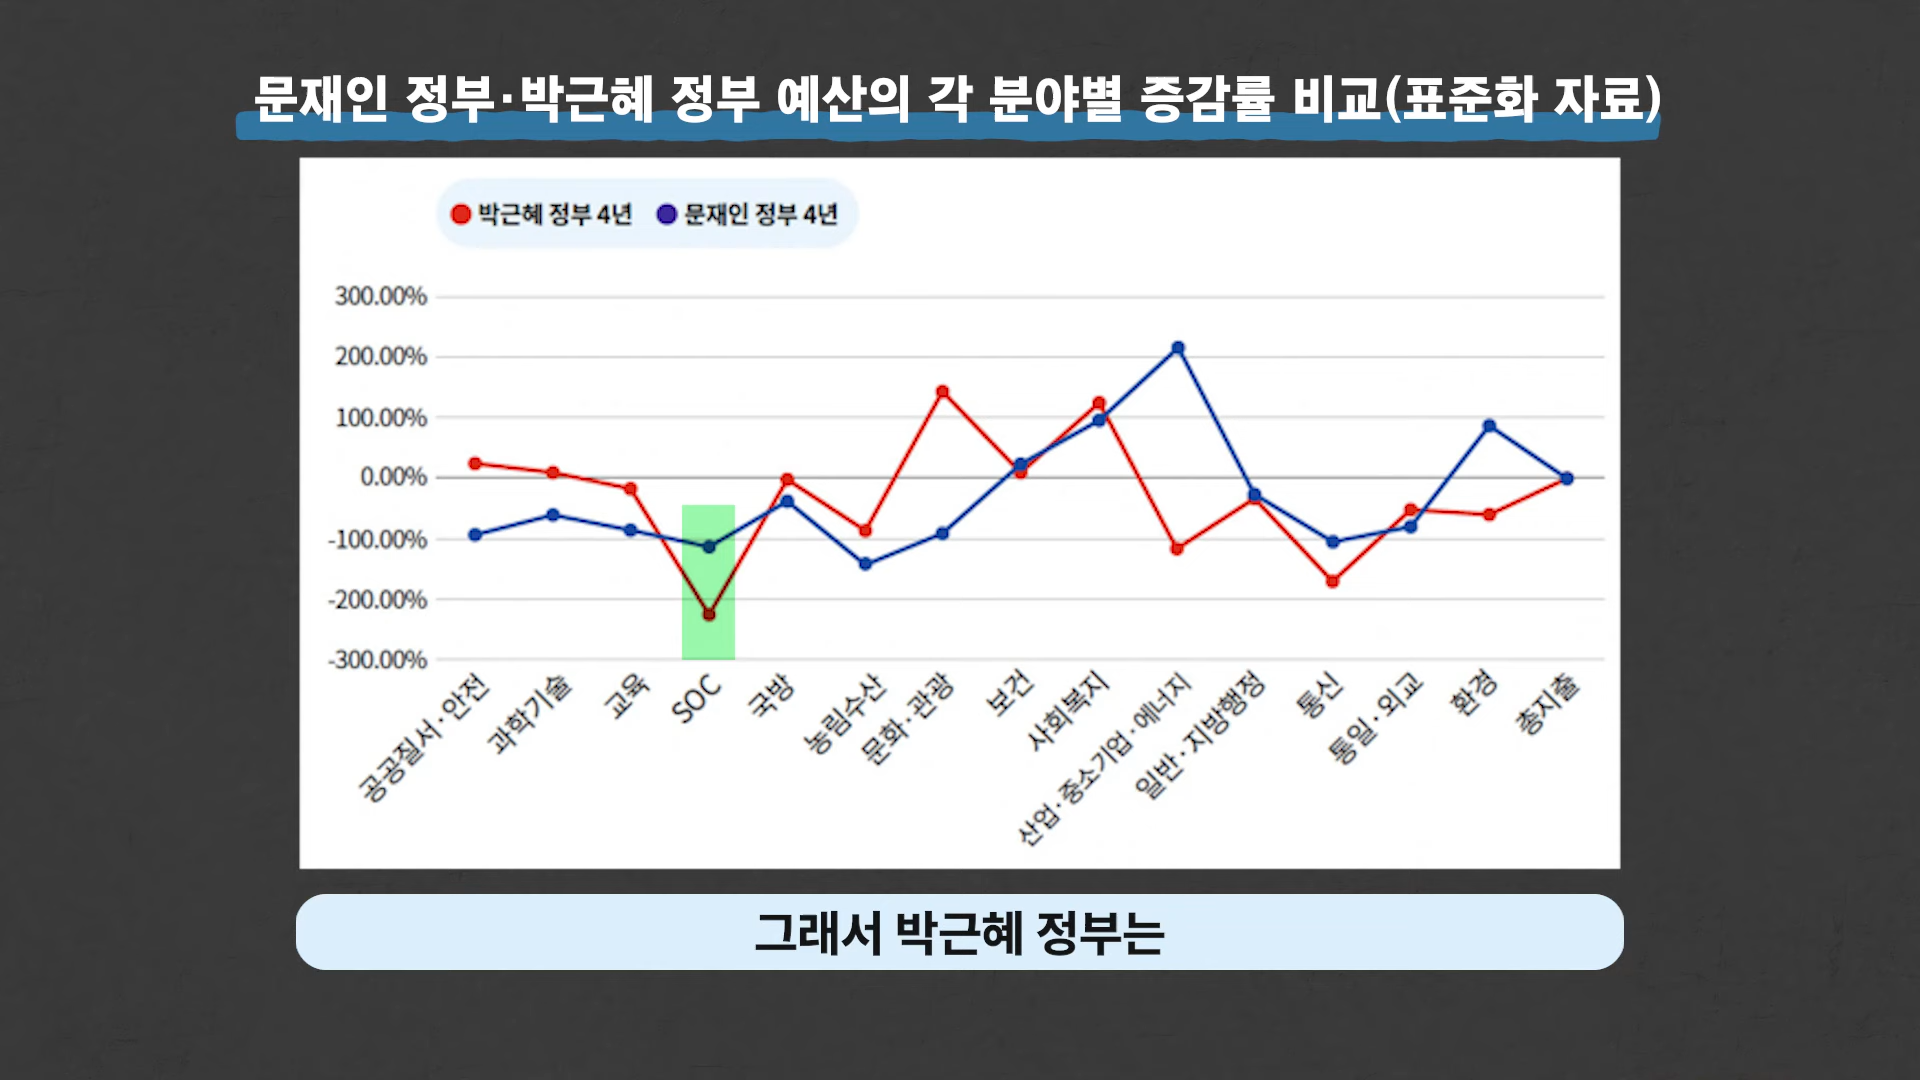 문재인 정부·박근혜 정부 예산의 각 분야별 증감률 비교(표준화 자료)
박근혜 정부 4년
문재인 정부 4년
300.00%
200.00%
100.00%
0.00%
-100.00%
-200.00%
-300.00%
공공질서·안전
과학기술
교육
SOC
국방
농림수산
문화·관광
보건
사회복지
산업·중소기업·에너지
일반·지방행정
통신
통일·외교
환경
총지출
그래서 박근혜 정부는